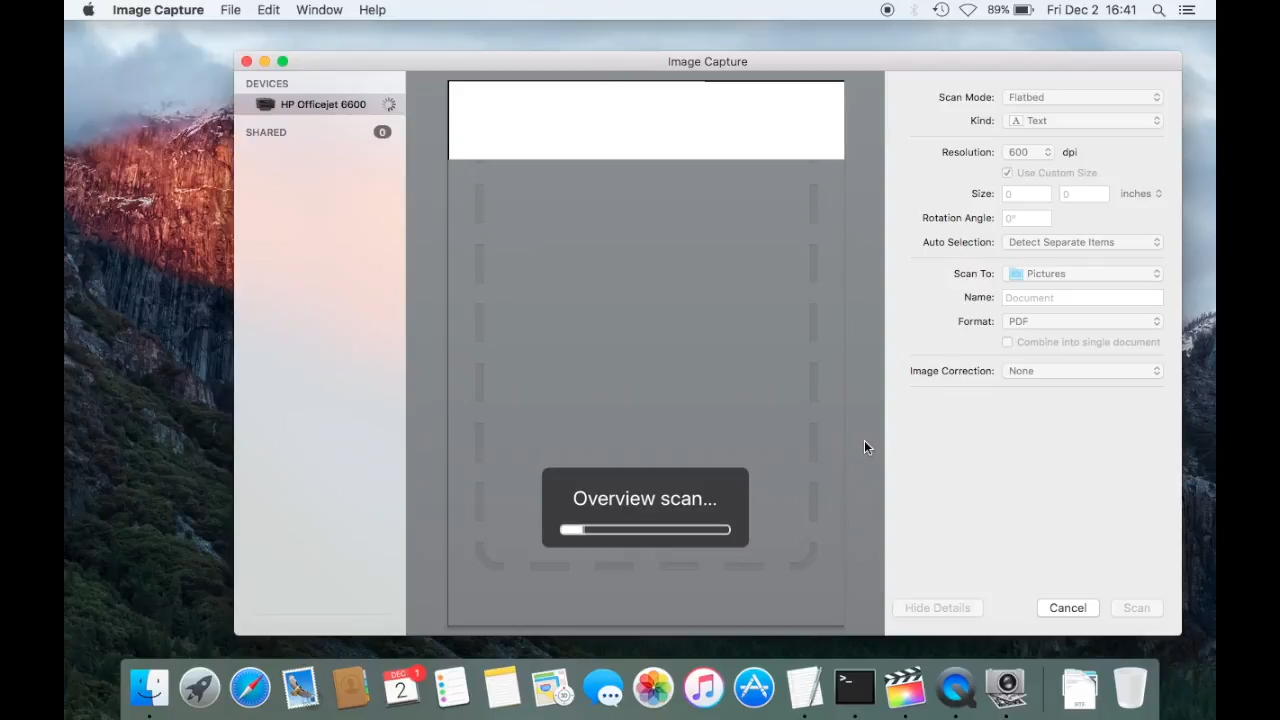 Image Capture File Edit Window Help 89% Fri Dec 2 16:41
Image Capture
DEVICES
HP Officejet 6600
SHARED 0
Overview scan...
Scan Mode: Flatbed
Kind: A Text
Resolution: 600 dpi
Use Custom Size
Size: 0 0 inches
Rotation Angle: 0°
Auto Selection: Detect Separate Items
Scan To: Pictures
Name: Document
Format: PDF
Combine into single document
Image Correction: None
Hide Details Cancel Scan
DEC 1
2